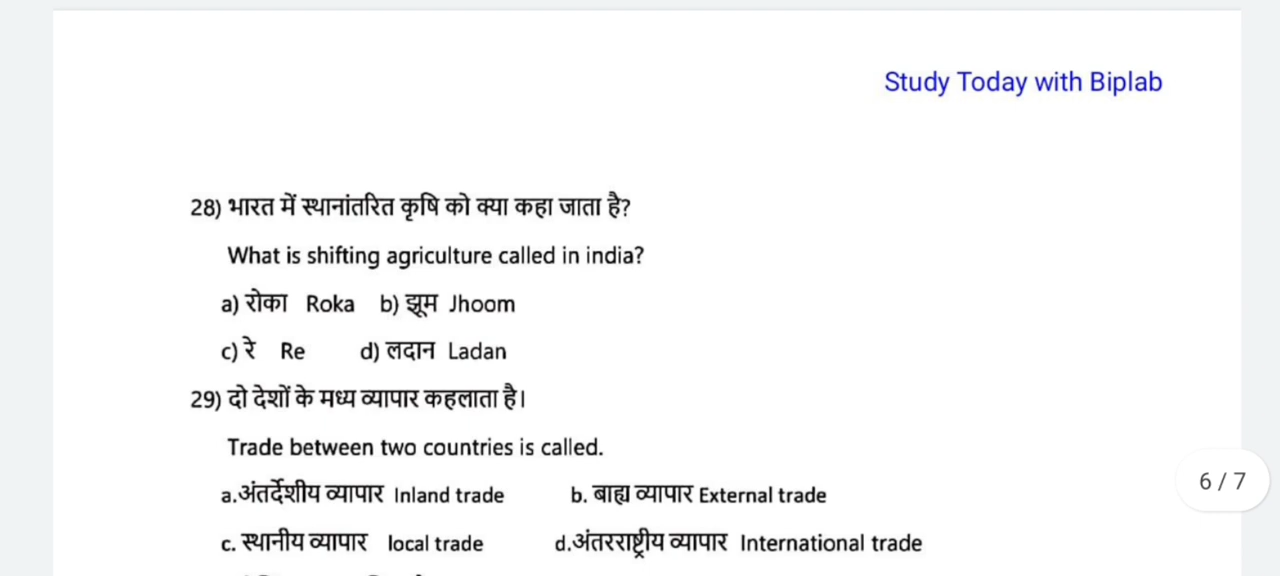 Study Today with Biplab
28) भारत में स्थानांतरित कृषि को क्या कहा जाता है?
What is shifting agriculture called in india?
a) रोका Roka b) झूम Jhoom
c) रे Re d) लदान Ladan
29) दो देशों के मध्य व्यापार कहलाता है।
Trade between two countries is called.
a.अंतर्देशीय व्यापार Inland trade b. बाह्य व्यापार External trade
6 / 7
c. स्थानीय व्यापार local trade d.अंतरराष्ट्रीय व्यापार International trade